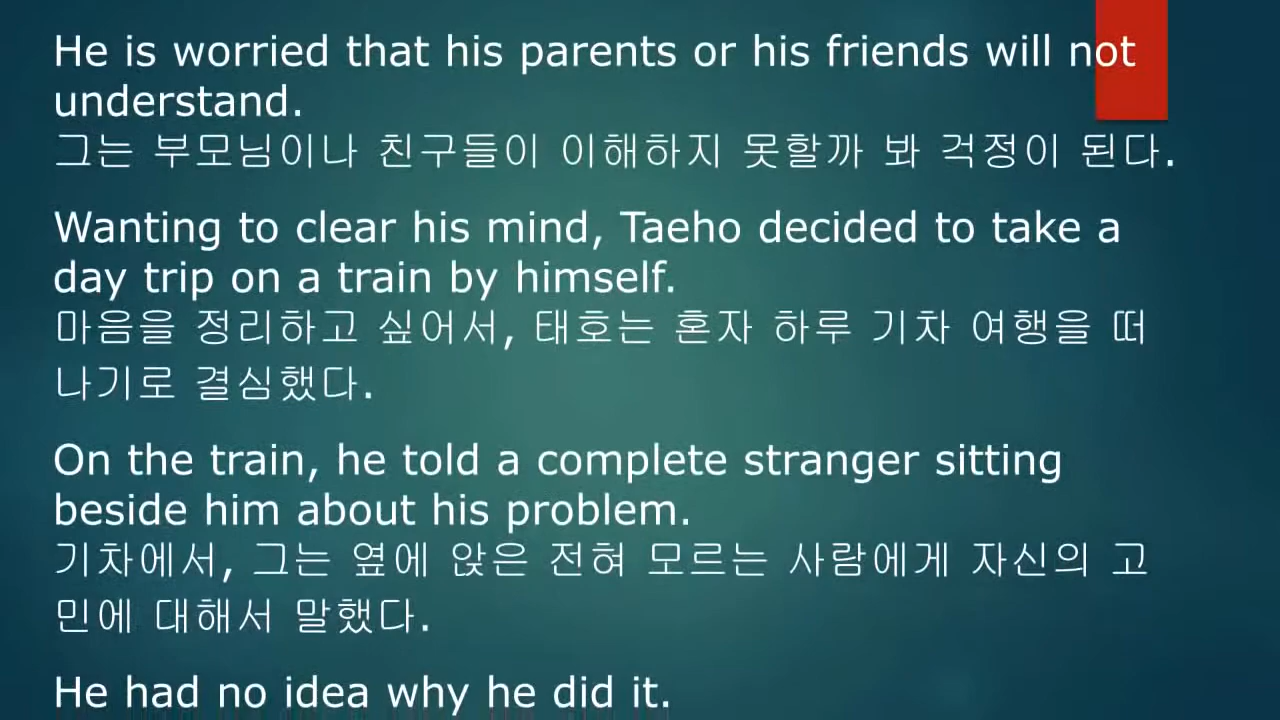 He is worried that his parents or his friends will not
understand.
그는 부모님이나 친구들이 이해하지 못할까 봐 걱정이 된다.
Wanting to clear his mind, Taeho decided to take a
day trip on a train by himself.
마음을 정리하고 싶어서, 태호는 혼자 하루 기차 여행을 떠
나기로 결심했다.
On the train, he told a complete stranger sitting
beside him about his problem.
기차에서, 그는 옆에 앉은 전혀 모르는 사람에게 자신의 고
민에 대해서 말했다.
He had no idea why he did it.